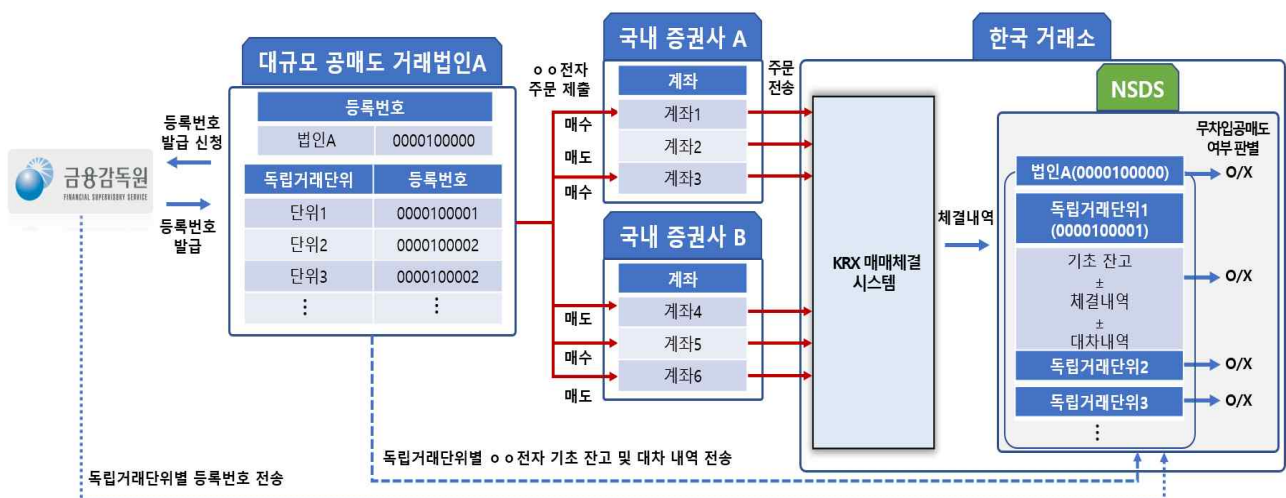 금융감독원
FINANCIAL SUPERVISORY SERVICE
등록번호
발급 신청
등록번호
발급
대규모 공매도 거래법인A
등록번호
법인A 0000100000
독립거래단위 등록번호
단위1 0000100001
단위2 0000100002
단위3 0000100002
⋮ ⋮
ㅇㅇ전자
주문 제출
매수
매도
매수
매도
매수
매도
국내 증권사 A
계좌
계좌1
계좌2
계좌3
국내 증권사 B
계좌
계좌4
계좌5
계좌6
주문
전송
한국 거래소
KRX 매매체결
시스템
체결내역
NSDS
무차입공매도
여부 판별
법인A(0000100000) O/X
독립거래단위1
(0000100001)
기초 잔고
±
체결내역
±
대차내역
O/X
독립거래단위2 O/X
독립거래단위3 O/X
⋮
독립거래단위별 ㅇㅇ전자 기초 잔고 및 대차 내역 전송
독립거래단위별 등록번호 전송